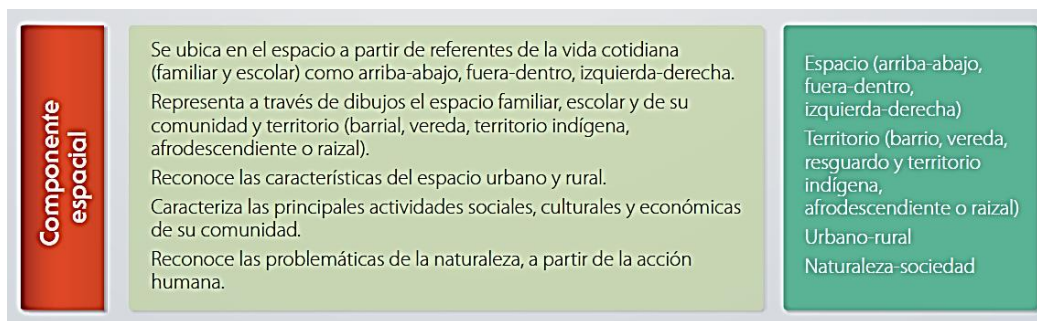 Componente
espacial
Se ubica en el espacio a partir de referentes de la vida cotidiana
(familiar y escolar) como arriba-abajo, fuera-dentro, izquierda-derecha.
Representa a través de dibujos el espacio familiar, escolar y de su
comunidad y territorio (barrial, vereda, territorio indígena,
afrodescendiente o raizal).
Reconoce las características del espacio urbano y rural.
Caracteriza las principales actividades sociales, culturales y económicas
de su comunidad.
Reconoce las problemáticas de la naturaleza, a partir de la acción
humana.
Espacio (arriba-abajo,
fuera-dentro,
izquierda-derecha)
Territorio (barrio, vereda,
resguardo y territorio
indígena,
afrodescendiente o raizal)
Urbano-rural
Naturaleza-sociedad